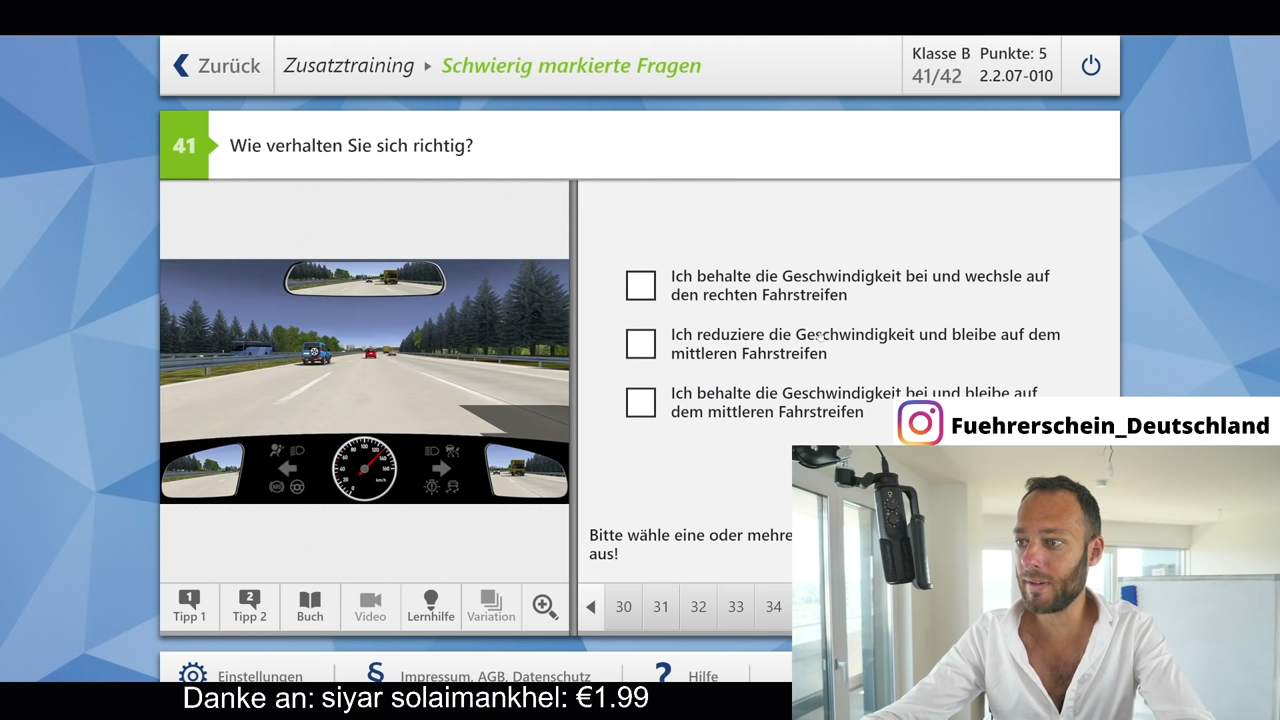 Zurück
Zusatztraining ▸ Schwierig markierte Fragen
Klasse B Punkte: 5
41/42 2.2.07-010
41 Wie verhalten Sie sich richtig?
Ich behalte die Geschwindigkeit bei und wechsle auf
den rechten Fahrstreifen
Ich reduziere die Geschwindigkeit und bleibe auf dem
mittleren Fahrstreifen
Ich behalte die Geschwindigkeit bei und bleibe auf
dem mittleren Fahrstreifen
Fuehrerschein_Deutschland
Bitte wähle eine oder mehre
aus!
1 2
Tipp 1 Tipp 2 Buch Video Lernhilfe Variation
30 31 32 33 34
Einstellungen § Impressum, AGB, Datenschutz ? Hilfe
Danke an: siyar solaimankhel: €1.99